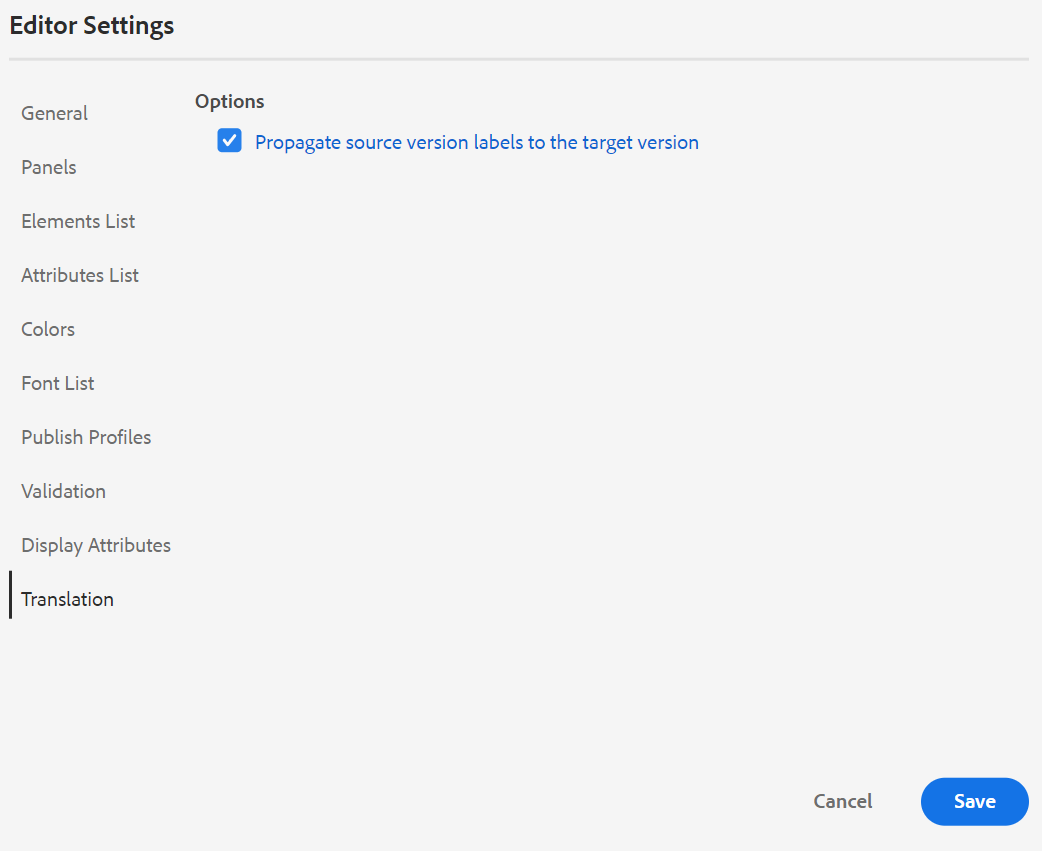 Editor Settings
General
Panels
Elements List
Attributes List
Colors
Font List
Publish Profiles
Validation
Display Attributes
Translation
Options
Propagate source version labels to the target version
Cancel
Save